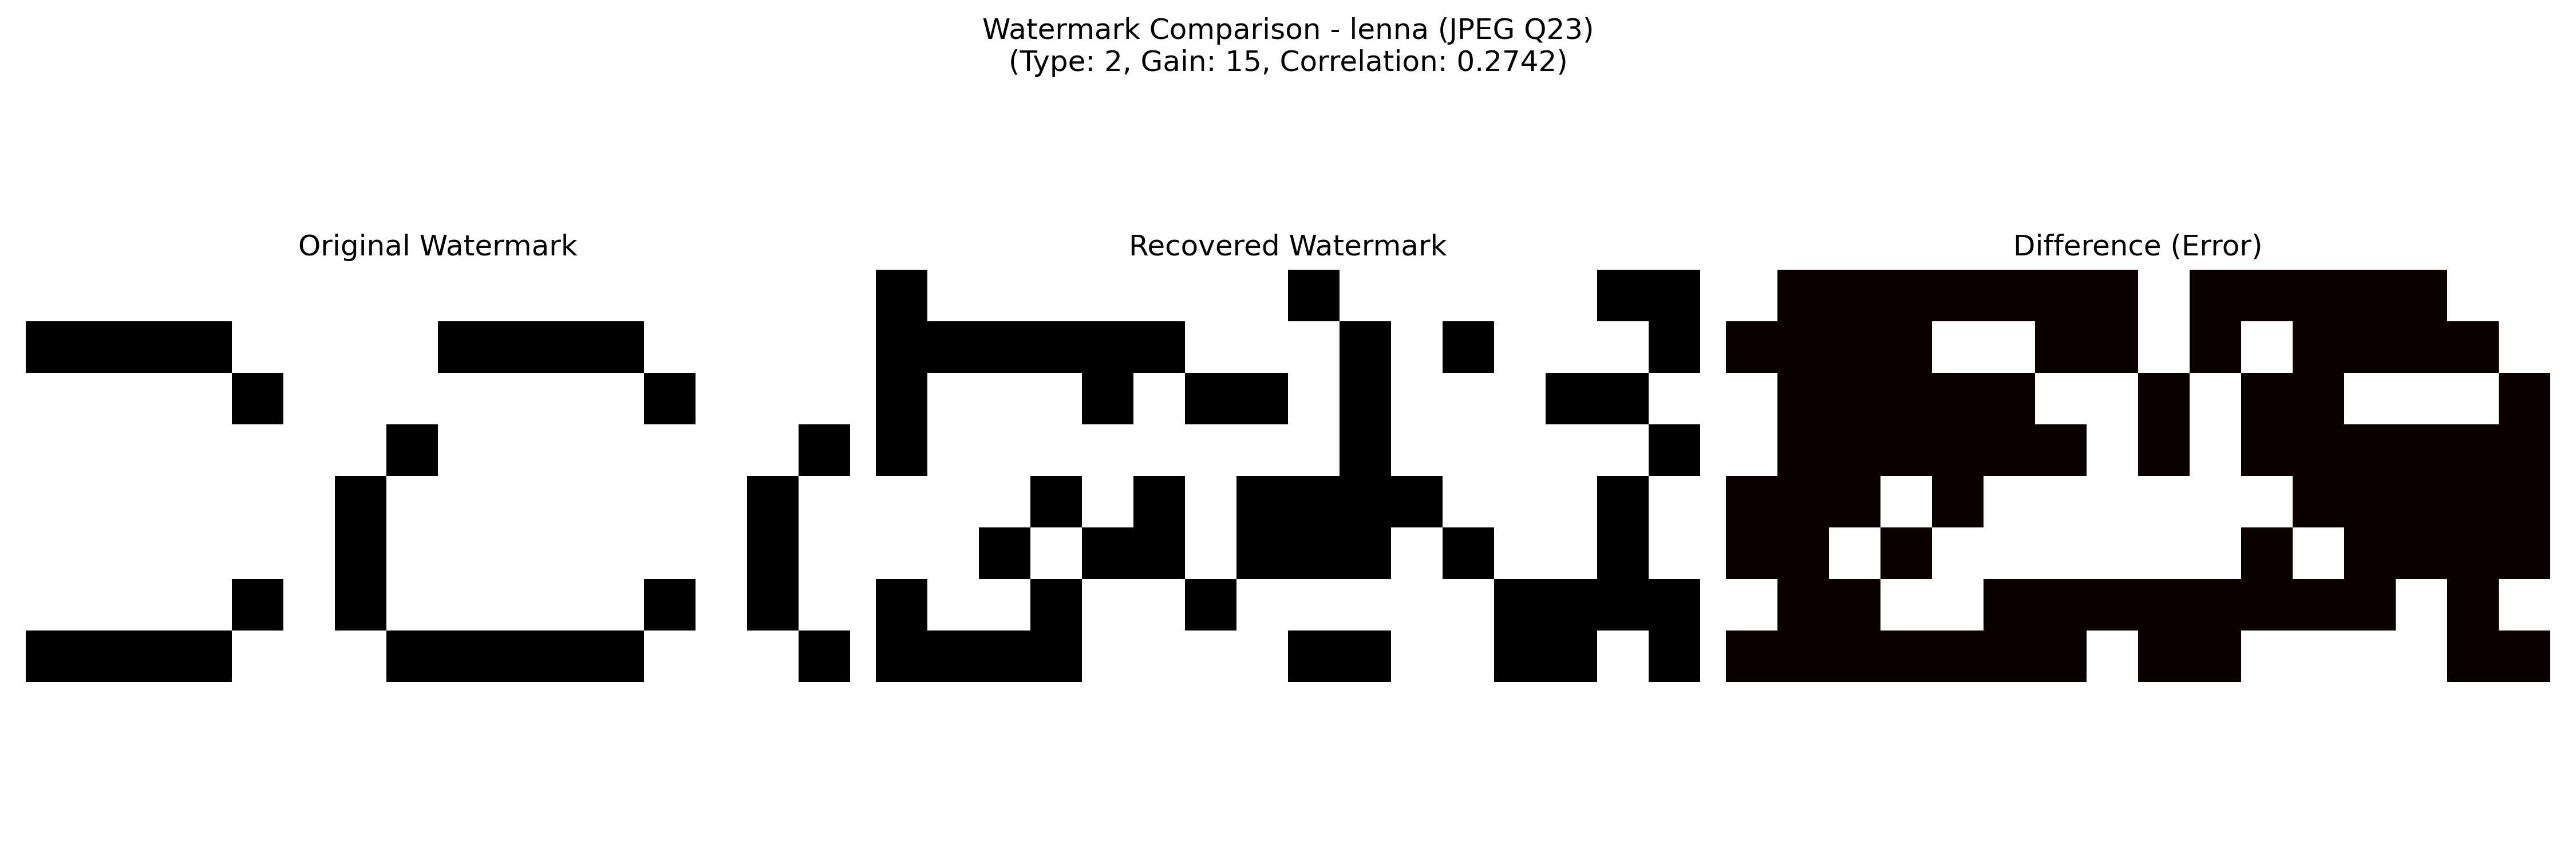 Watermark Comparison - lenna (JPEG Q23)
(Type: 2, Gain: 15, Correlation: 0.2742)
Original Watermark
Recovered Watermark
Difference (Error)